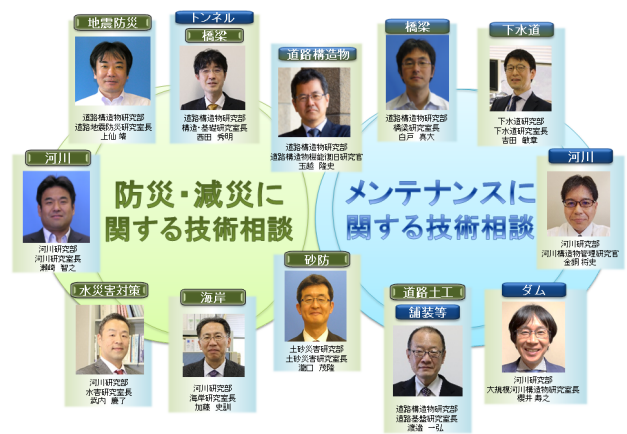 地震防災
道路構造物研究部
道路地震防災研究室長
上仙 靖
トンネル
橋梁
道路構造物研究部
構造・基礎研究室長
西田 秀明
道路構造物
道路構造物研究部
道路構造物機能復旧研究官
玉越 隆史
橋梁
道路構造物研究部
橋梁研究室長
白戸 真大
下水道
下水道研究部
下水道研究室長
吉田 敏章
河川
河川研究部
河川研究室長
瀬崎 智之
防災・減災に
関する技術相談
メンテナンスに
関する技術相談
河川
河川研究部
河川構造物管理研究官
金銅 将史
水災害対策
河川研究部
水害研究室長
武内 慶了
海岸
河川研究部
海岸研究室長
加藤 史訓
砂防
土砂災害研究部
土砂災害研究室長
瀧口 茂隆
道路土工
舗装等
道路構造物研究部
道路基盤研究室長
渡邉 一弘
ダム
河川研究部
大規模河川構造物研究室長
櫻井 寿之